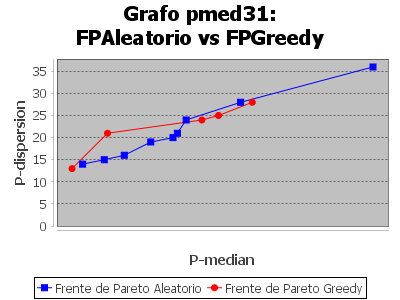 Grafo pmed31:
FPAleatorio vs FPGreedy
35
30
25
20
15
10
5
0
P-dispersion
P-median
Frente de Pareto Aleatorio
Frente de Pareto Greedy